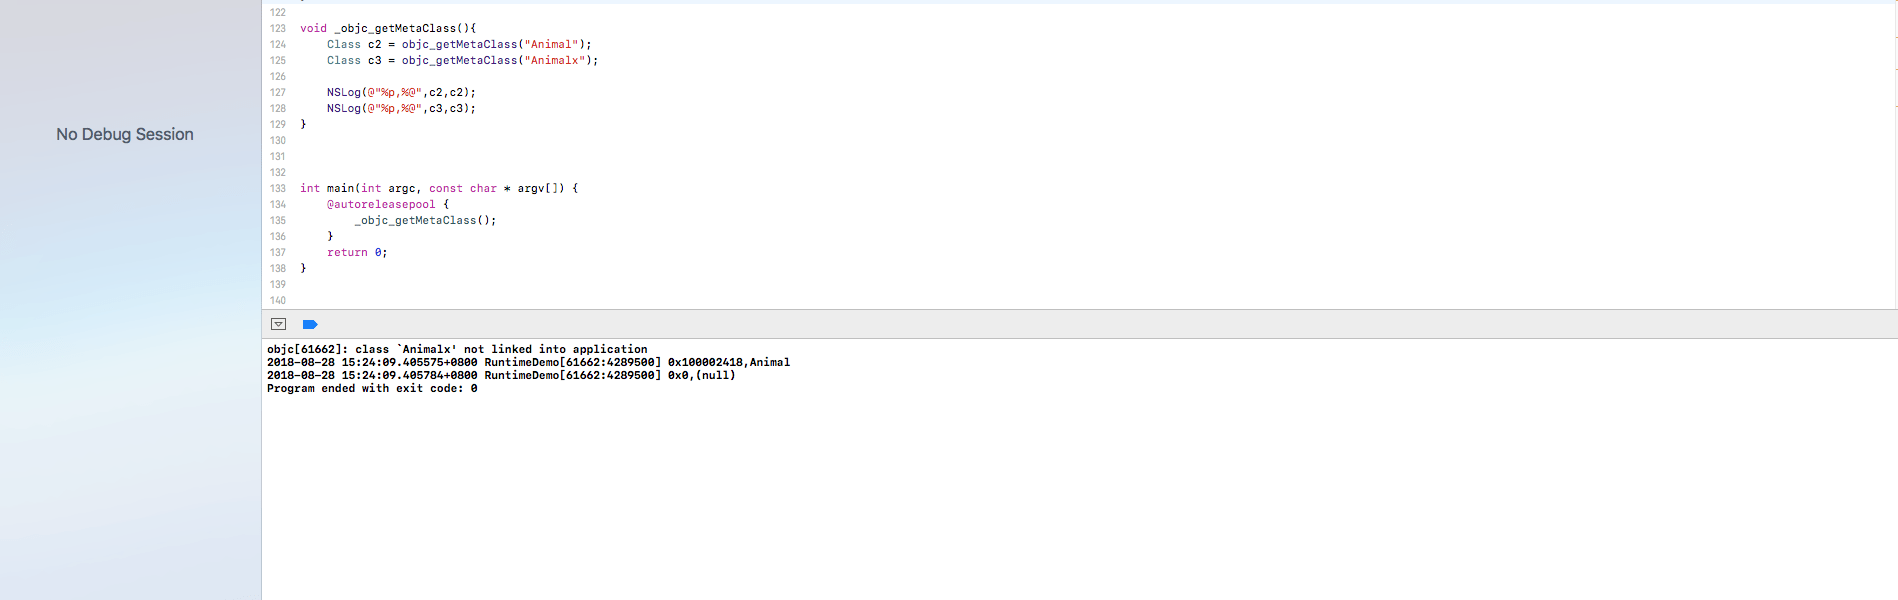 No Debug Session
122
123 void _objc_getMetaClass(){
124 Class c2 = objc_getMetaClass("Animal");
125 Class c3 = objc_getMetaClass("Animalx");
126
127 NSLog(@"%p,%@",c2,c2);
128 NSLog(@"%p,%@",c3,c3);
129 }
130
131
132
133 int main(int argc, const char * argv[]) {
134 @autoreleasepool {
135 _objc_getMetaClass();
136 }
137 return 0;
138 }
139
140
objc[61662]: class `Animalx' not linked into application
2018-08-28 15:24:09.405575+0800 RuntimeDemo[61662:4289500] 0x100002418,Animal
2018-08-28 15:24:09.405784+0800 RuntimeDemo[61662:4289500] 0x0,(null)
Program ended with exit code: 0